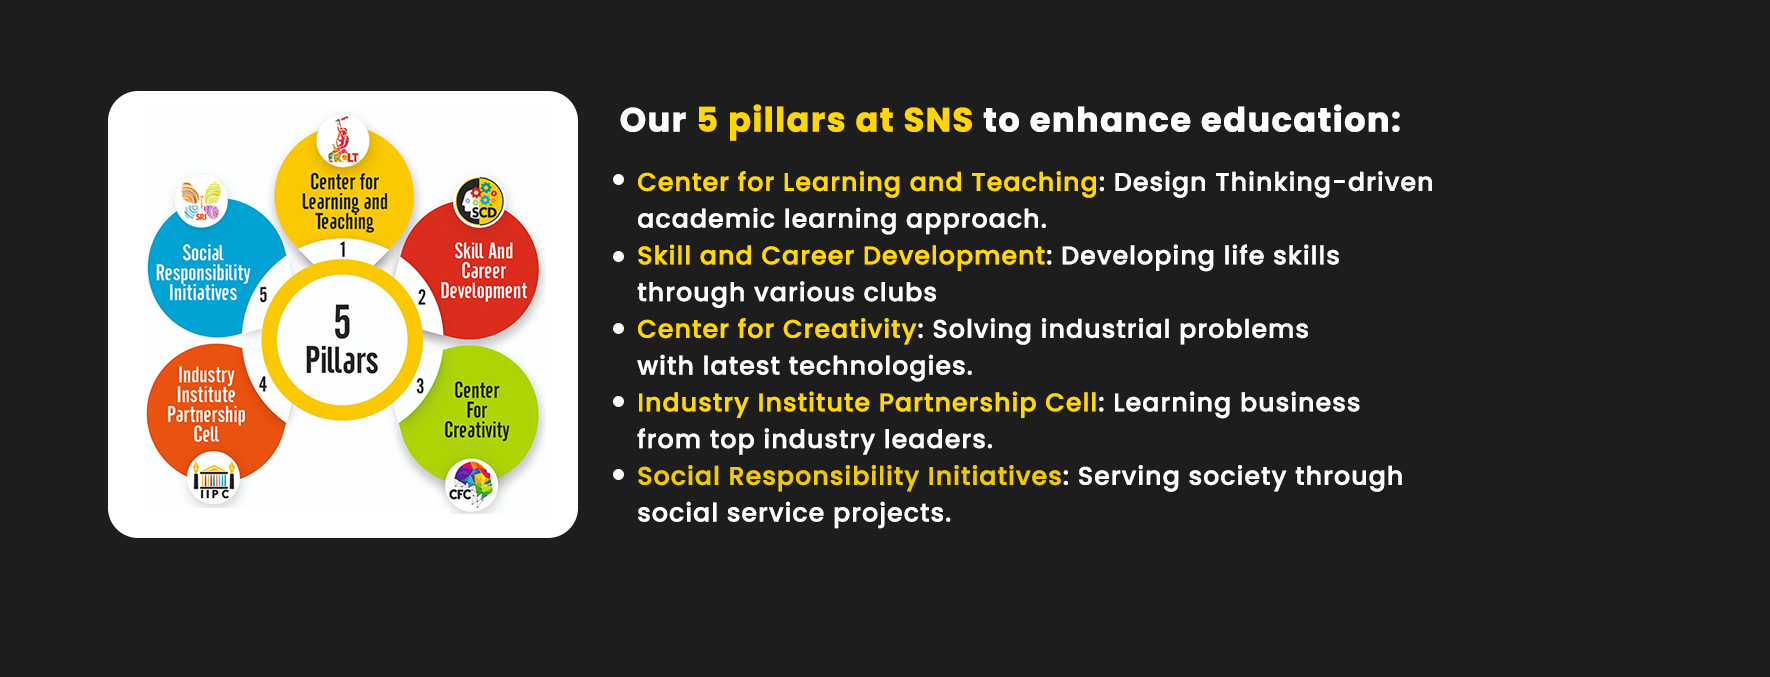 Center for
Learning and
Teaching
1
SCD
Skill And
Career
Development
2
Center
For
Creativity
3
CFC
Industry
Institute
Partnership
Cell
4
IIPC
SRI
Social
Responsibility
Initiatives
5
5
Pillars
Our 5 pillars at SNS to enhance education:
Center for Learning and Teaching: Design Thinking-driven
academic learning approach.
Skill and Career Development: Developing life skills
through various clubs
Center for Creativity: Solving industrial problems
with latest technologies.
Industry Institute Partnership Cell: Learning business
from top industry leaders.
Social Responsibility Initiatives: Serving society through
social service projects.